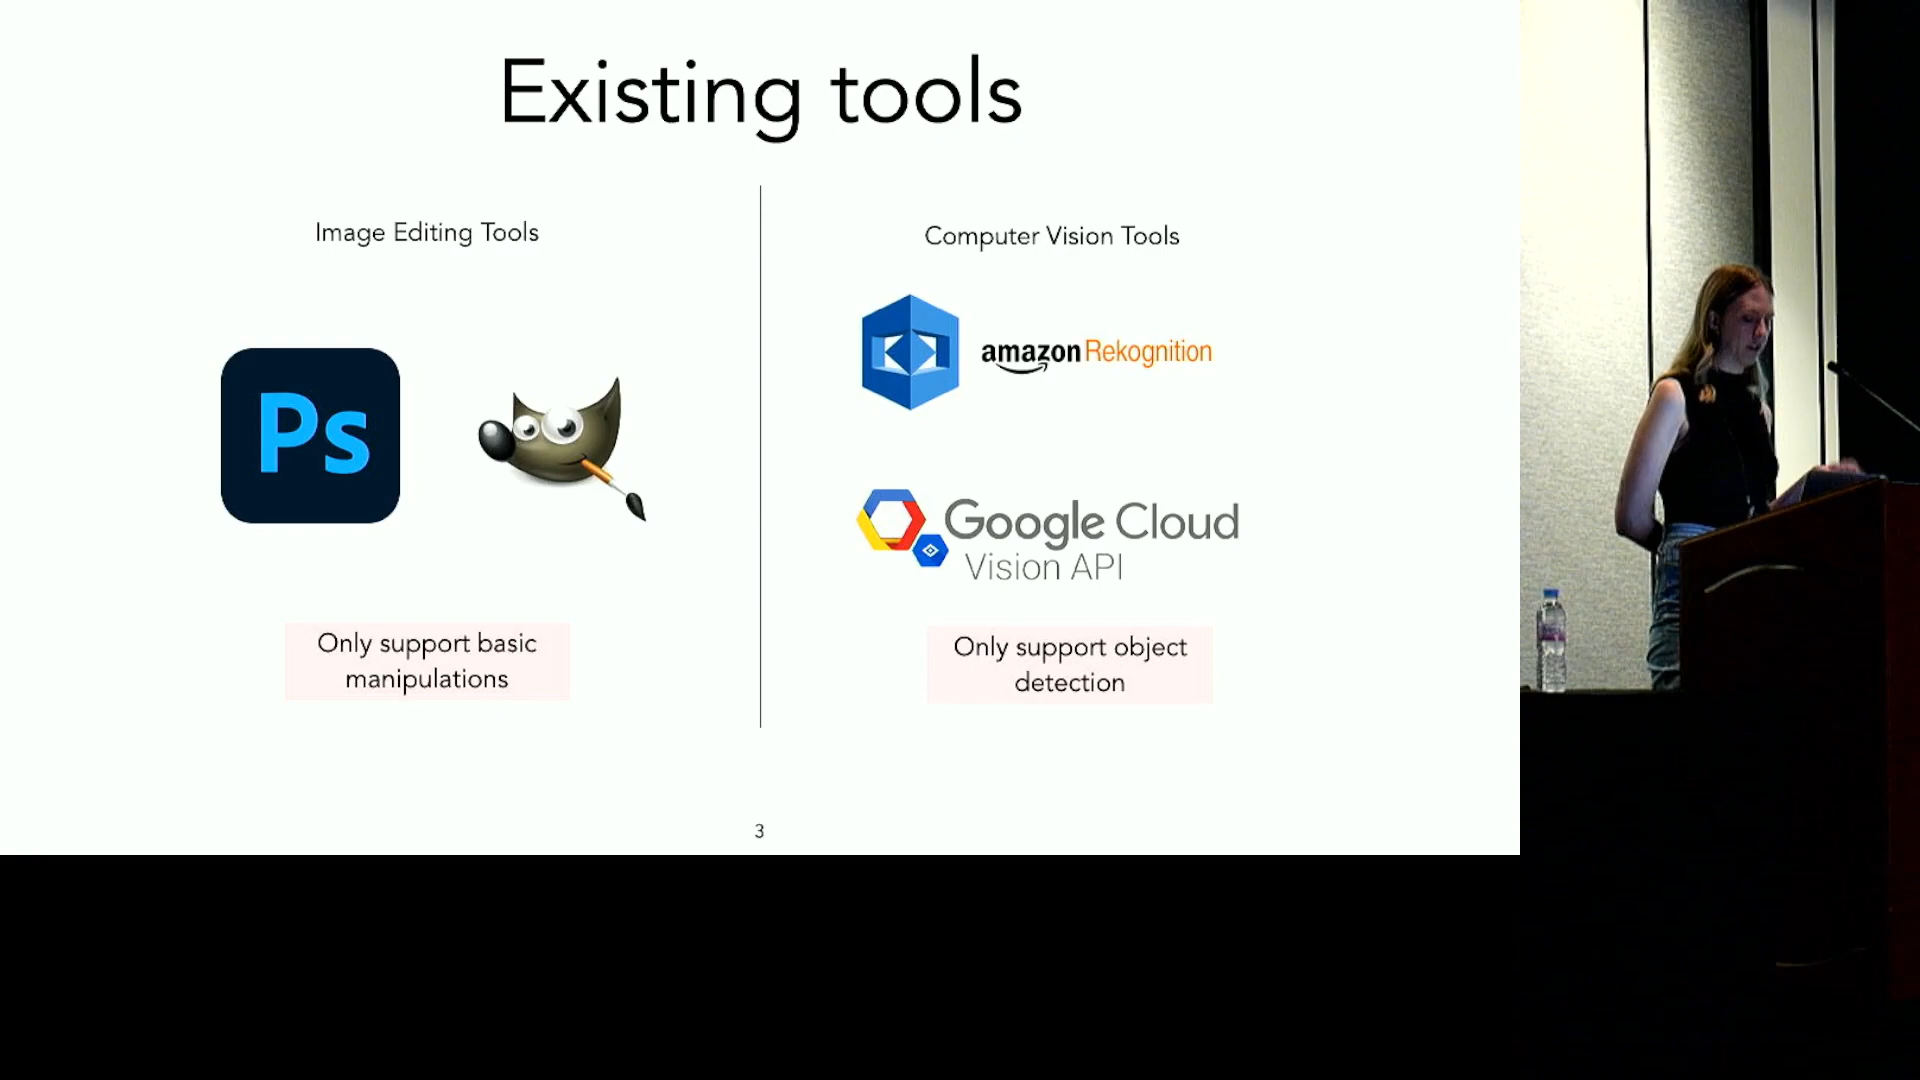 Existing tools
Image Editing Tools
Ps
Only support basic
manipulations
Computer Vision Tools
amazon Rekognition
Google Cloud
Vision API
Only support object
detection
3